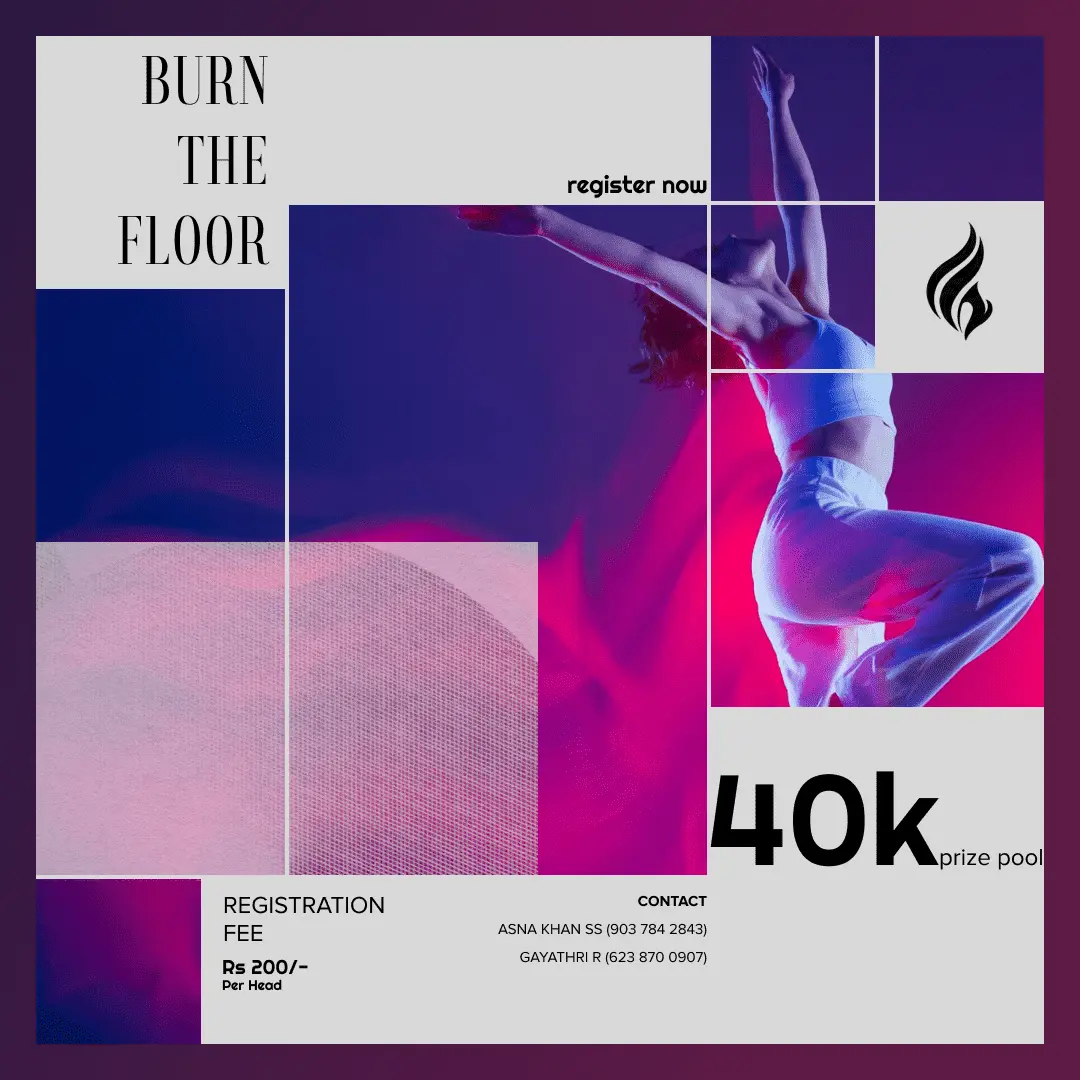 BURN
THE
FLOOR
register now
40k prize pool
REGISTRATION
FEE
Rs 200/-
Per Head
CONTACT
ASNA KHAN SS (903 784 2843)
GAYATHRI R (623 870 0907)